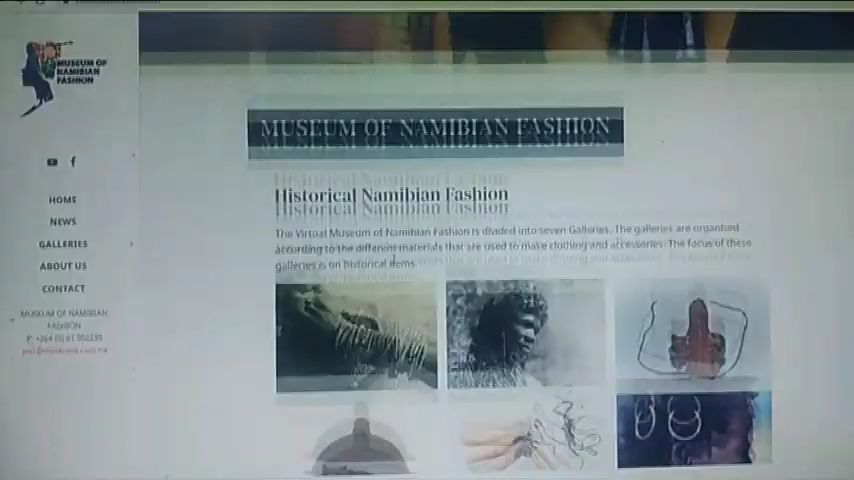 MUSEUM OF
NAMIBIAN
FASHION
HOME
NEWS
GALLERIES
ABOUT US
CONTACT
MUSEUM OF NAMIBIAN
FASHION
MUSEUM OF NAMIBIAN FASHION
Historical Namibian Fashion
The Virtual Museum of Namibian Fashion is divided into seven Galleries. The galleries are organised
according to the different materials that are used to make clothing and accessories. The focus of these
galleries is on historical items.